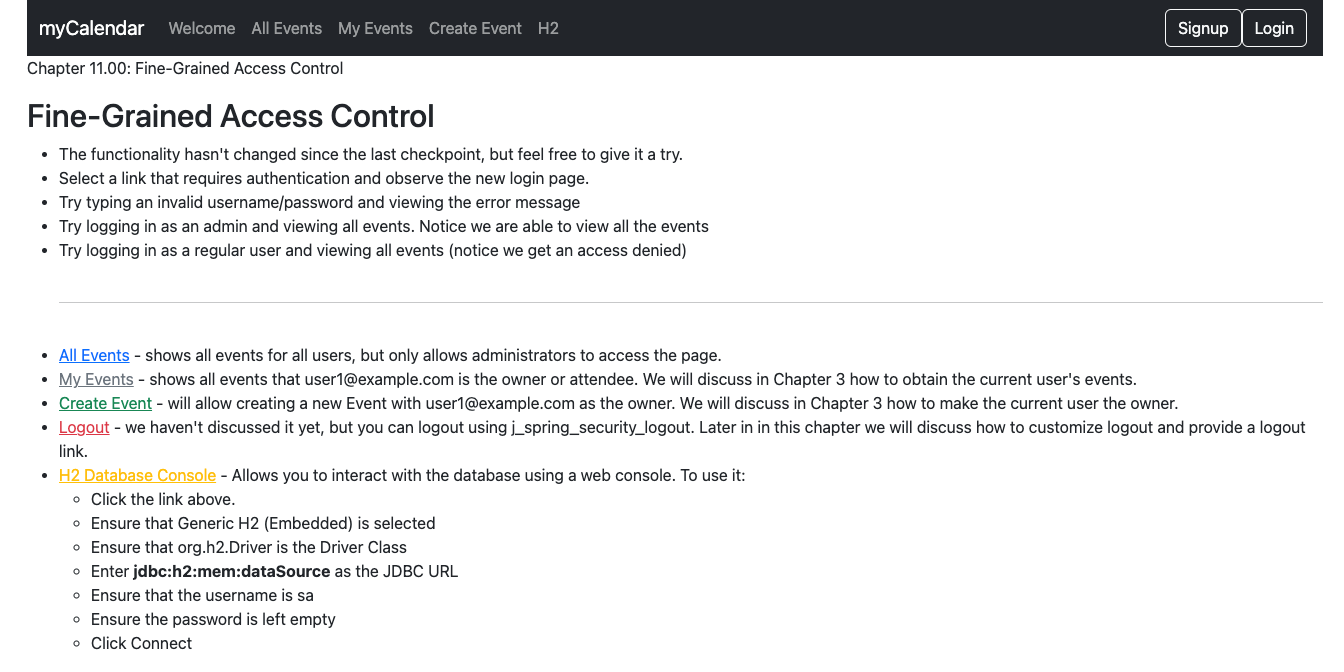 myCalendar Welcome All Events My Events Create Event H2 Signup Login
Chapter 11.00: Fine-Grained Access Control
Fine-Grained Access Control
• The functionality hasn't changed since the last checkpoint, but feel free to give it a try.
• Select a link that requires authentication and observe the new login page.
• Try typing an invalid username/password and viewing the error message
• Try logging in as an admin and viewing all events. Notice we are able to view all the events
• Try logging in as a regular user and viewing all events (notice we get an access denied)
• All Events - shows all events for all users, but only allows administrators to access the page.
• My Events - shows all events that user1@example.com is the owner or attendee. We will discuss in Chapter 3 how to obtain the current user's events.
• Create Event - will allow creating a new Event with user1@example.com as the owner. We will discuss in Chapter 3 how to make the current user the owner.
• Logout - we haven't discussed it yet, but you can logout using j_spring_security_logout. Later in in this chapter we will discuss how to customize logout and provide a logout
link.
• H2 Database Console - Allows you to interact with the database using a web console. To use it:
◦ Click the link above.
◦ Ensure that Generic H2 (Embedded) is selected
◦ Ensure that org.h2.Driver is the Driver Class
◦ Enter jdbc:h2:mem:dataSource as the JDBC URL
◦ Ensure that the username is sa
◦ Ensure the password is left empty
◦ Click Connect